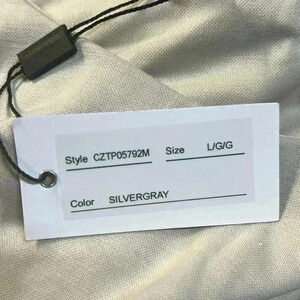 Style CZTP05792M Size L/G/G
Color SILVERGRAY